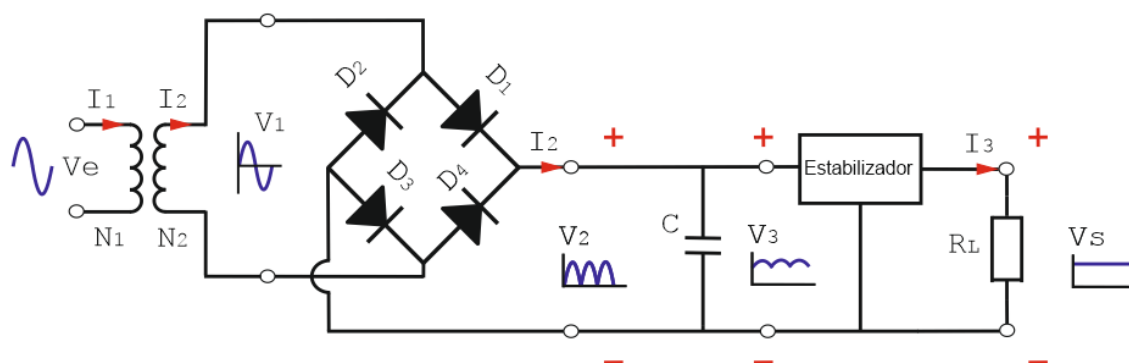 I1
I2
Ve
N1
N2
V1
D2
D1
D3
D4
I2
+
+
V2
C
V3
Estabilizador
I3
+
RL
Vs
-
-
-